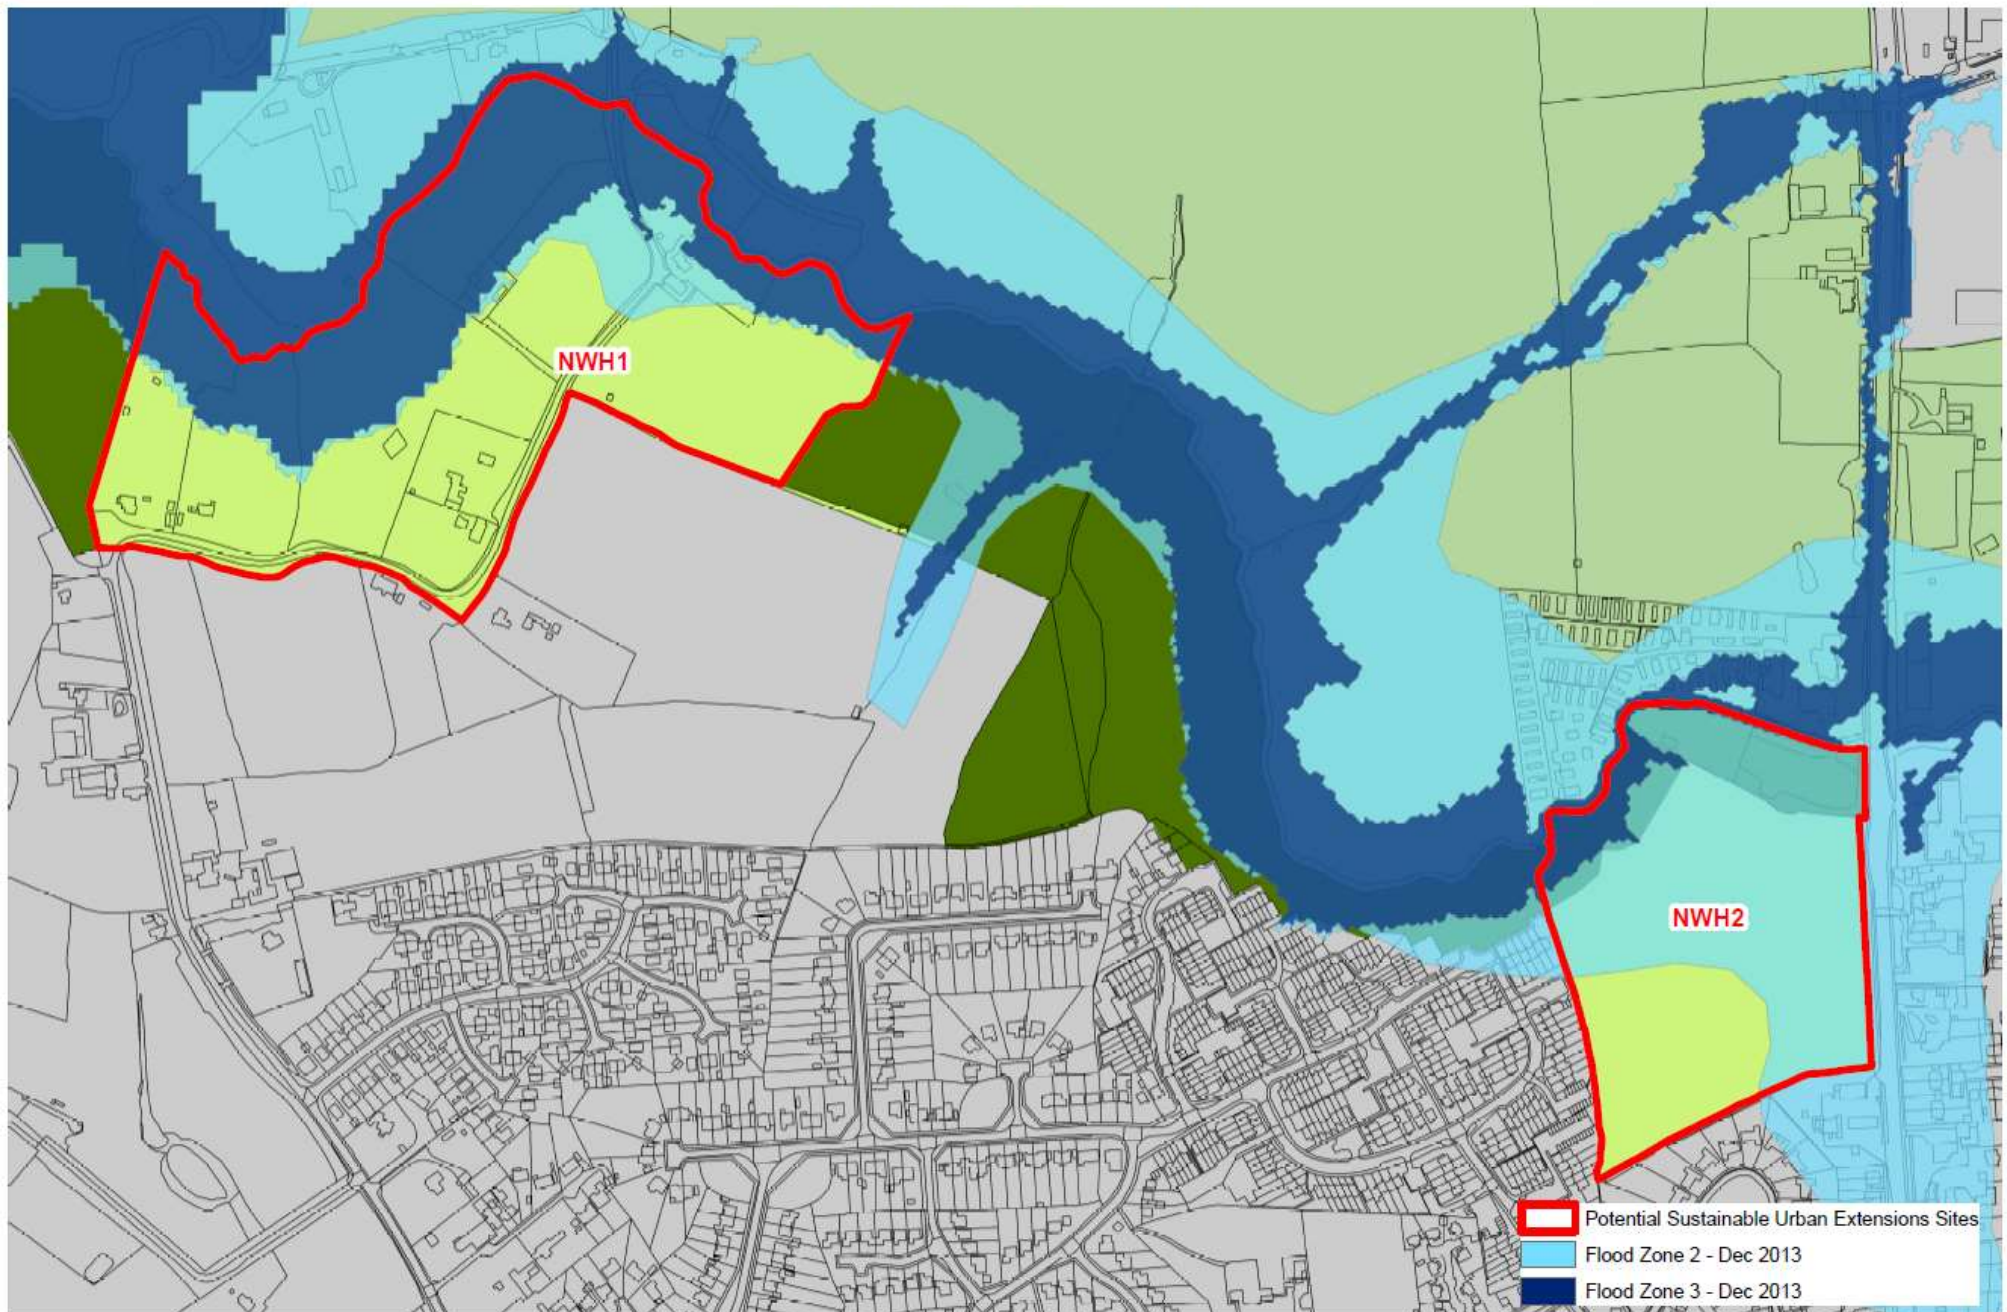 NWH1
NWH2
Potential Sustainable Urban Extensions Sites
Flood Zone 2 - Dec 2013
Flood Zone 3 - Dec 2013